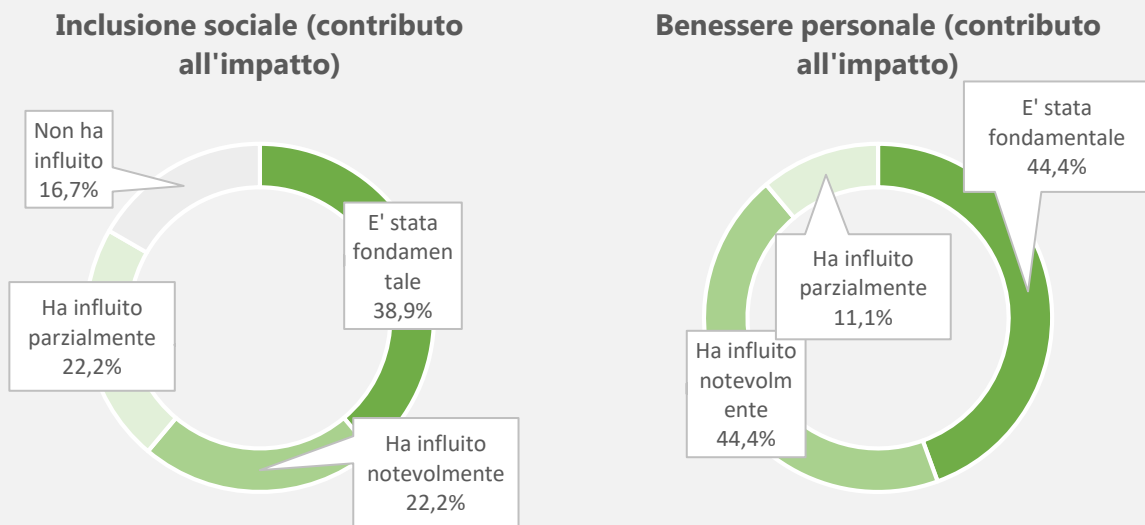 Inclusione sociale (contributo
all'impatto)
Non ha
influito
16,7%
E' stata
fondamen
tale
38,9%
Ha influito
parzialmente
22,2%
Ha influito
notevolmente
22,2%
Benessere personale (contributo
all'impatto)
E' stata
fondamentale
44,4%
Ha influito
parzialmente
11,1%
Ha influito
notevolm
ente
44,4%